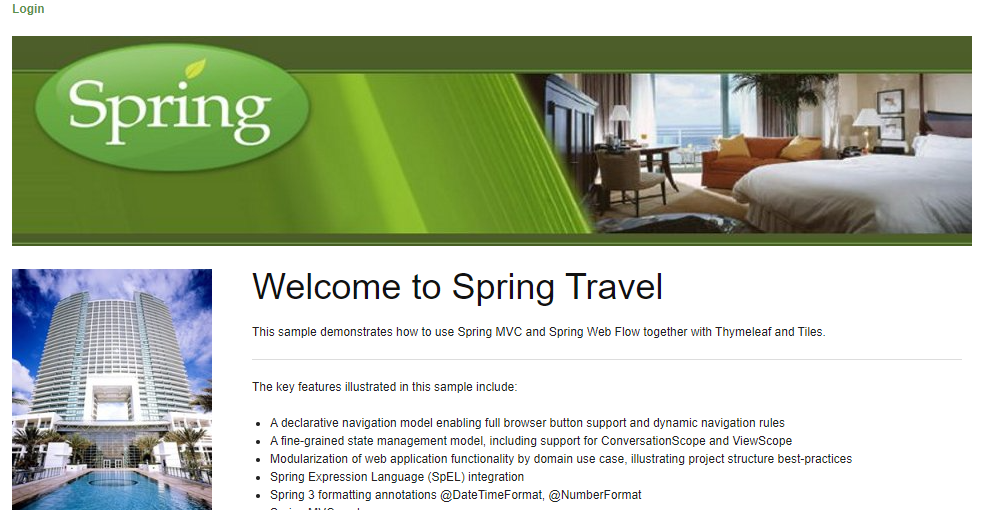 Login
Spring
Welcome to Spring Travel
This sample demonstrates how to use Spring MVC and Spring Web Flow together with Thymeleaf and Tiles.
The key features illustrated in this sample include:
A declarative navigation model enabling full browser button support and dynamic navigation rules
A fine-grained state management model, including support for ConversationScope and ViewScope
Modularization of web application functionality by domain use case, illustrating project structure best-practices
Spring Expression Language (SpEL) integration
Spring 3 formatting annotations @DateTimeFormat, @NumberFormat